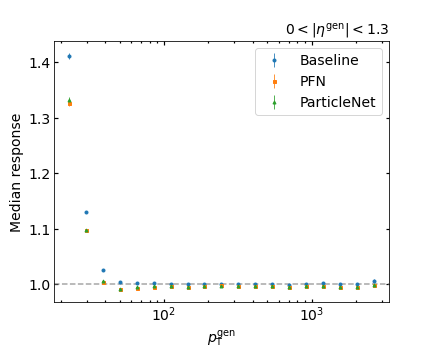 0 < |η^gen| < 1.3
Baseline
PFN
ParticleNet
Median response
1.4
1.3
1.2
1.1
1.0
10^2
10^3
p_T^gen